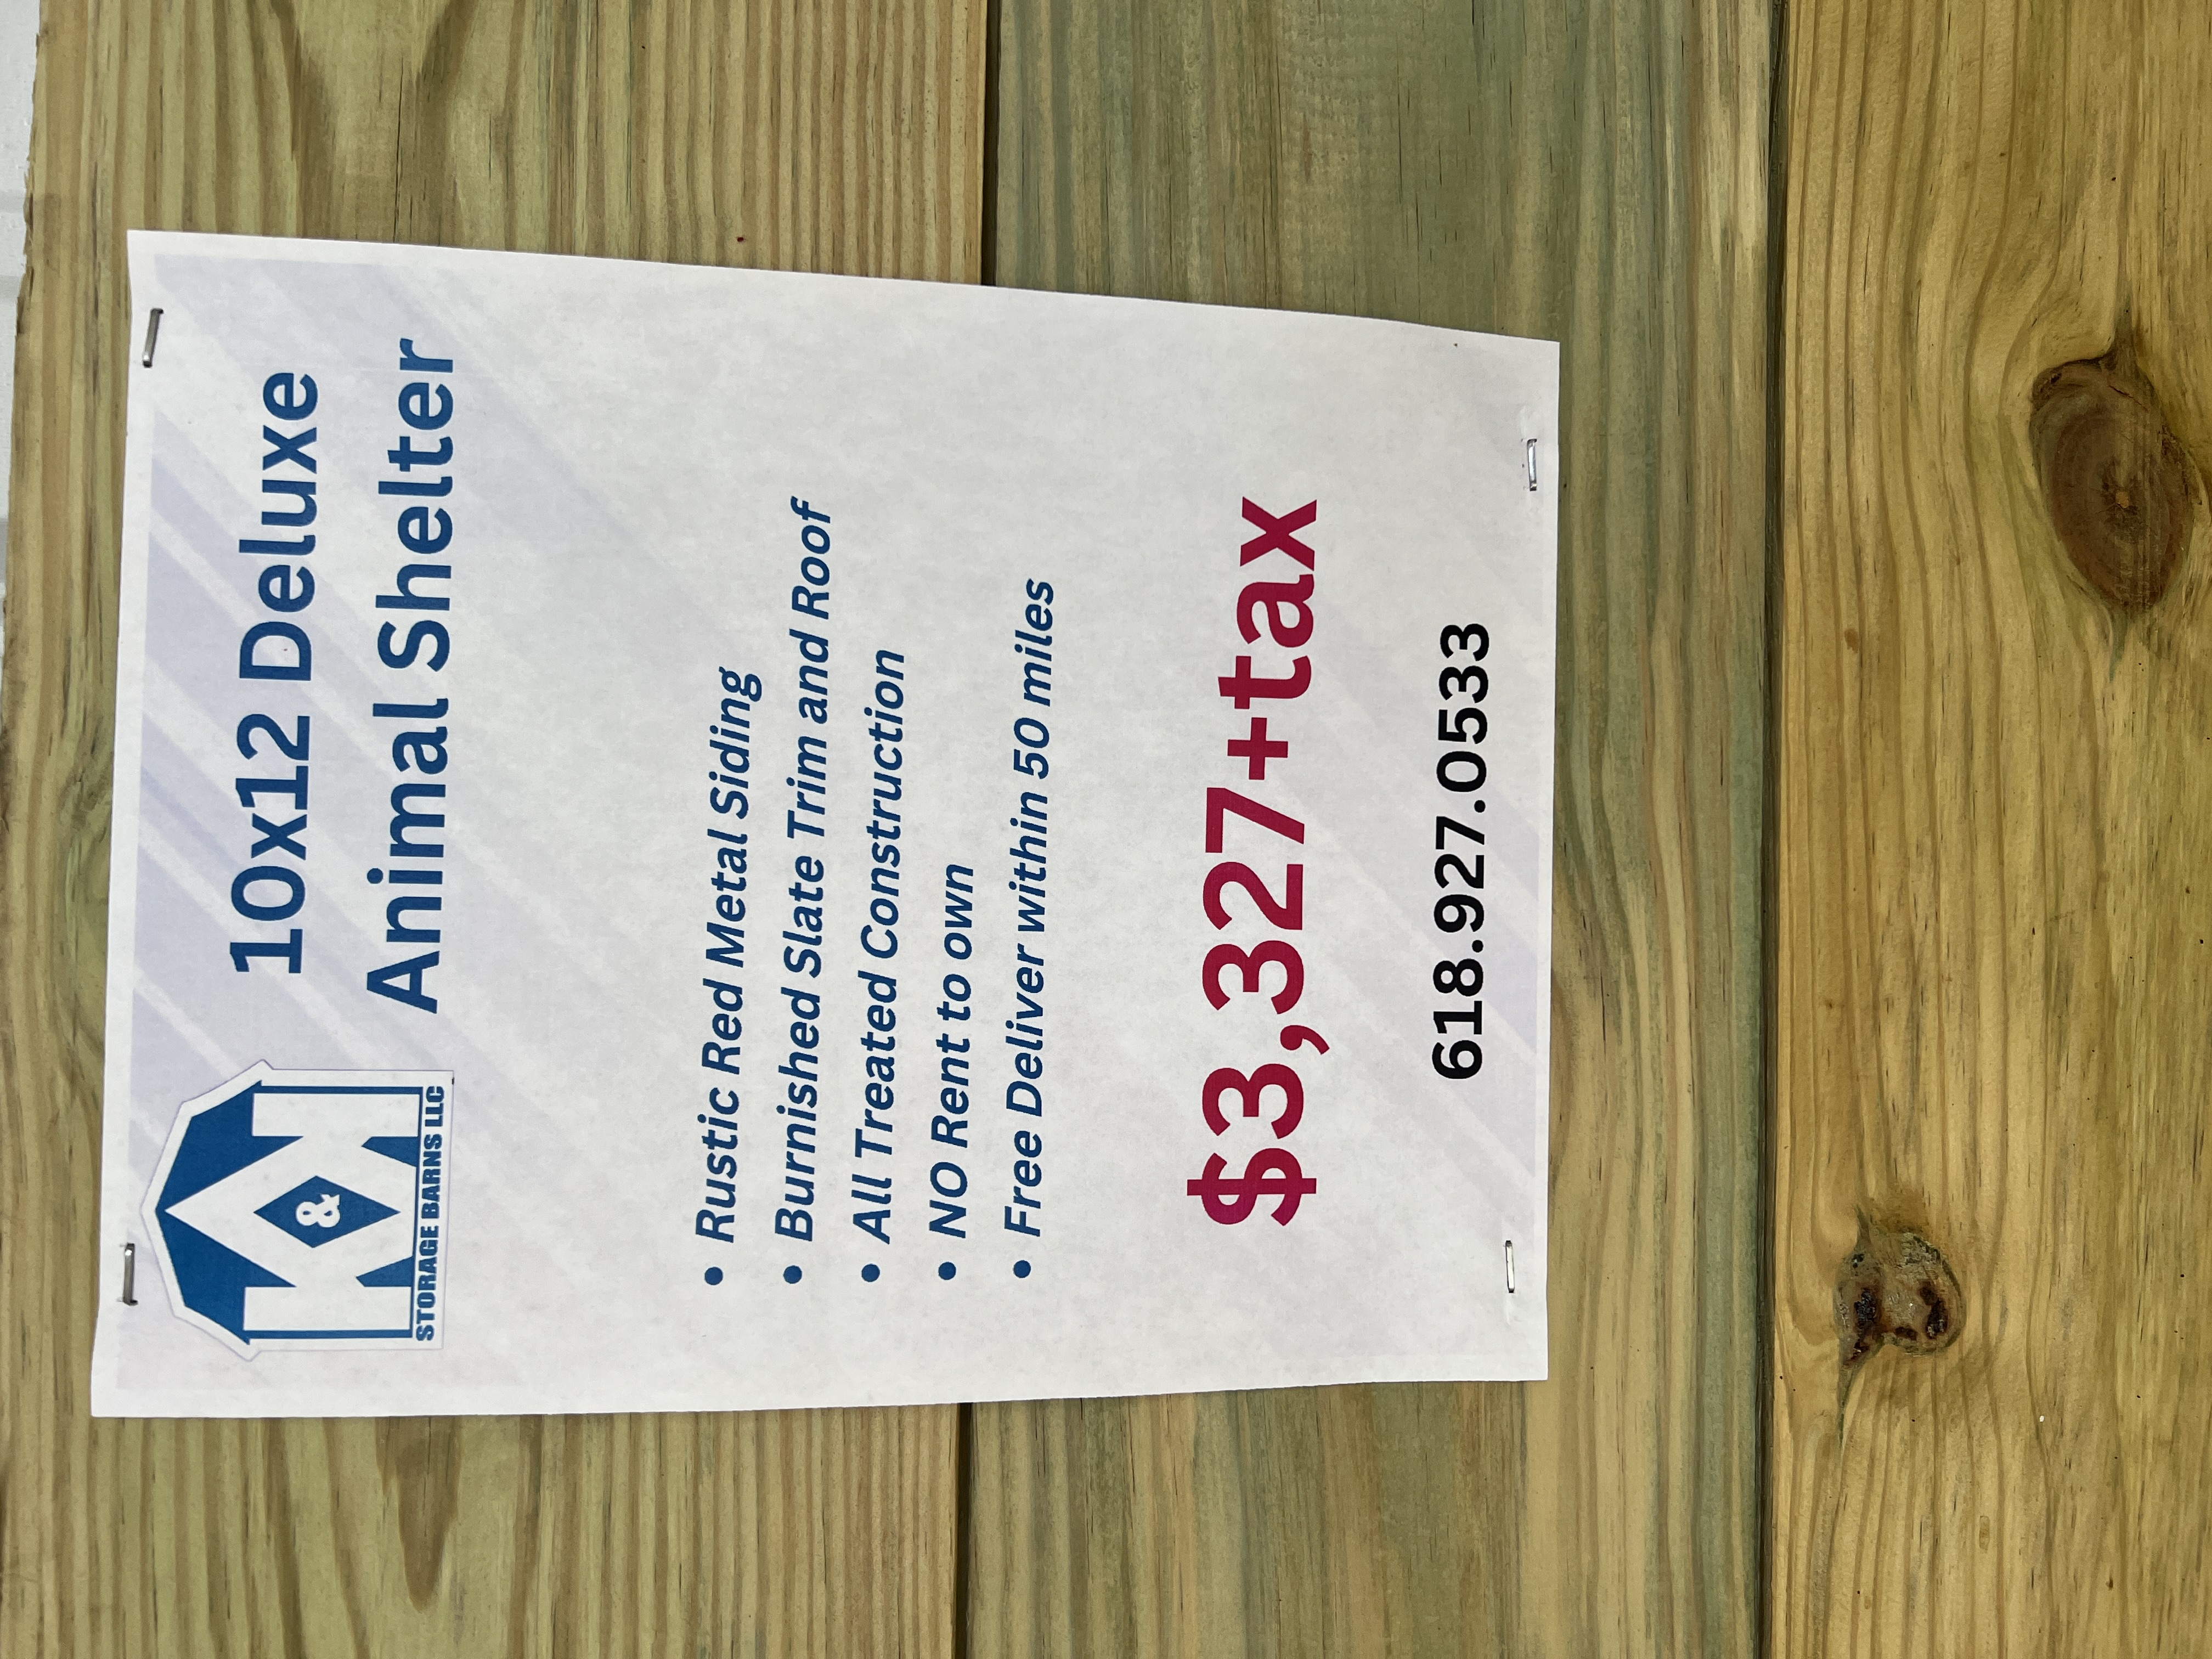 K & K
STORAGE BARNS LLC
10x12 Deluxe
Animal Shelter
• Rustic Red Metal Siding
• Burnished Slate Trim and Roof
• All Treated Construction
• NO Rent to own
• Free Deliver within 50 miles
$3,327+tax
618.927.0533